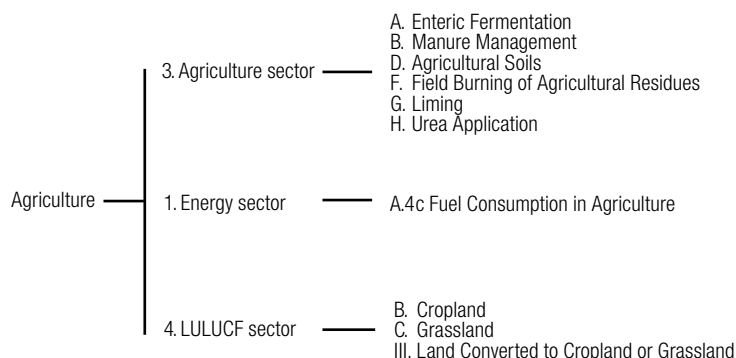 A. Enteric Fermentation
B. Manure Management
3. Agriculture sector
D. Agricultural Soils
F. Field Burning of Agricultural Residues
G. Liming
H. Urea Application
Agriculture
1. Energy sector
A.4c Fuel Consumption in Agriculture
4. LULUCF sector
B. Cropland
C. Grassland
III. Land Converted to Cropland or Grassland